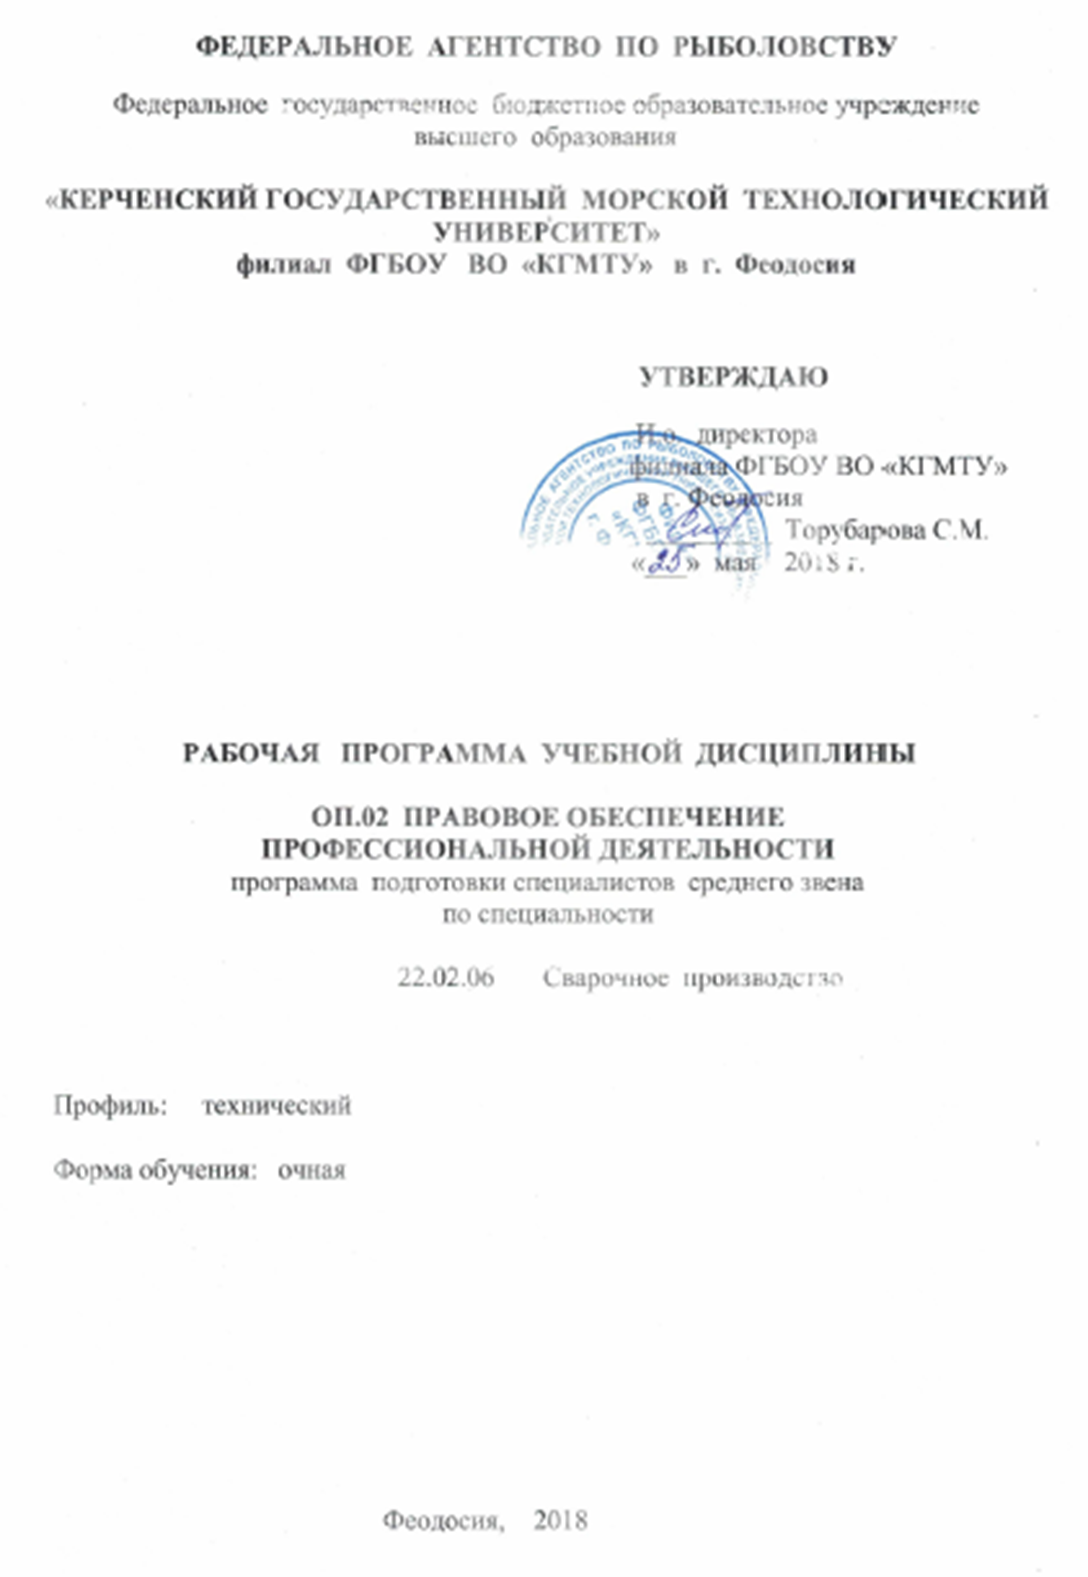 ФЕДЕРАЛЬНОЕ АГЕНТСТВО ПО РЫБОЛОВСТВУ
Федеральное государственное бюджетное образовательное учреждение
высшего образования
«КЕРЧЕНСКИЙ ГОСУДАРСТВЕННЫЙ МОРСКОЙ ТЕХНОЛОГИЧЕСКИЙ
УНИВЕРСИТЕТ»
филиал ФГБОУ ВО «КГМТУ» в г. Феодосия
УТВЕРЖДАЮ
И.о. директора
филиала ФГБОУ ВО «КГМТУ»
в г. Феодосия
Торубарова С.М.
«25» мая 2018 г.
РАБОЧАЯ ПРОГРАММА УЧЕБНОЙ ДИСЦИПЛИНЫ
ОП.02 ПРАВОВОЕ ОБЕСПЕЧЕНИЕ
ПРОФЕССИОНАЛЬНОЙ ДЕЯТЕЛЬНОСТИ
программа подготовки специалистов среднего звена
по специальности
22.02.06 Сварочное производство
Профиль: технический
Форма обучения: очная
Феодосия, 2018